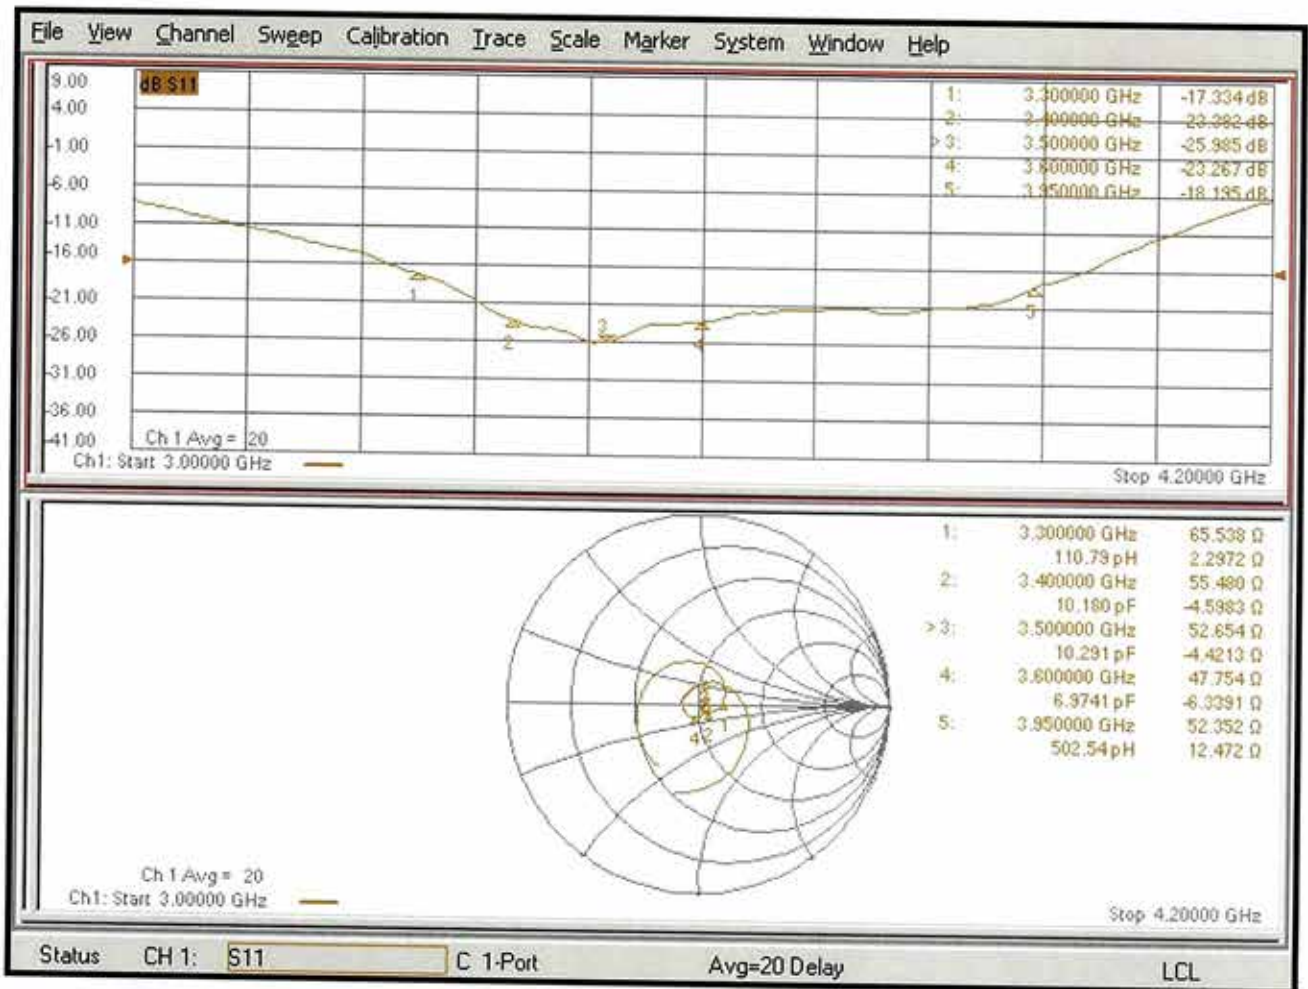 File View Channel Sweep Calibration Trace Scale Marker System Window Help
9.00
4.00
-1.00
-6.00
-11.00
-16.00
-21.00
-26.00
-31.00
-36.00
-41.00
dB S11
1: 3.300000 GHz -17.334 dB
2: 3.400000 GHz -23.382 dB
> 3: 3.500000 GHz -25.985 dB
4: 3.600000 GHz -23.267 dB
5: 3.950000 GHz -18.195 dB
1
2
3
4
5
Ch 1 Avg = 20
Ch1: Start 3.00000 GHz
Stop 4.20000 GHz
1: 3.300000 GHz 65.538 Ω
110.79 pH 2.2972 Ω
2: 3.400000 GHz 55.480 Ω
10.180 pF -4.5983 Ω
> 3: 3.500000 GHz 52.654 Ω
10.291 pF -4.4213 Ω
4: 3.600000 GHz 47.754 Ω
6.9741 pF -6.3391 Ω
5: 3.950000 GHz 52.352 Ω
502.54 pH 12.472 Ω
4 2 1
Ch 1 Avg = 20
Ch1: Start 3.00000 GHz
Stop 4.20000 GHz
Status CH 1: S11 C 1-Port Avg=20 Delay LCL